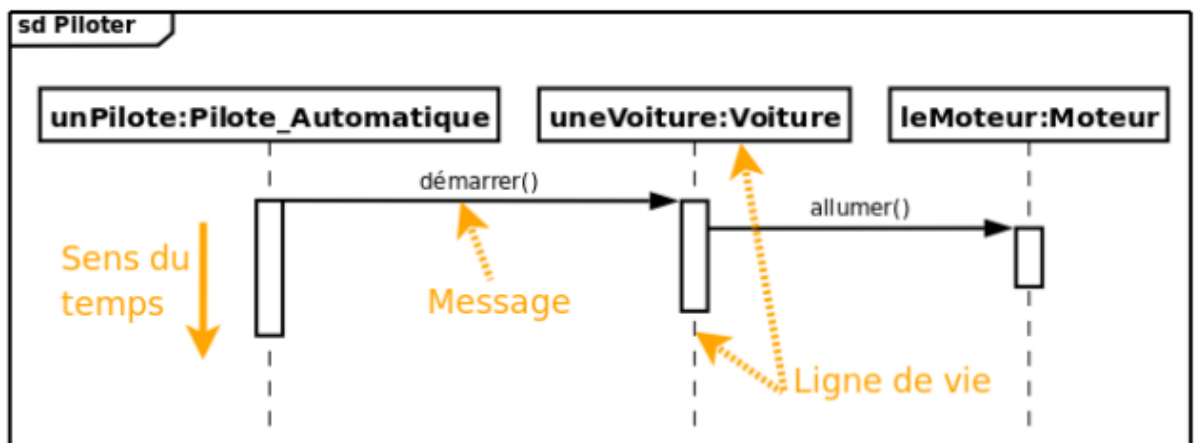 sd Piloter
unPilote:Pilote_Automatique
uneVoiture:Voiture
leMoteur:Moteur
démarrer()
allumer()
Sens du
temps
Message
Ligne de vie